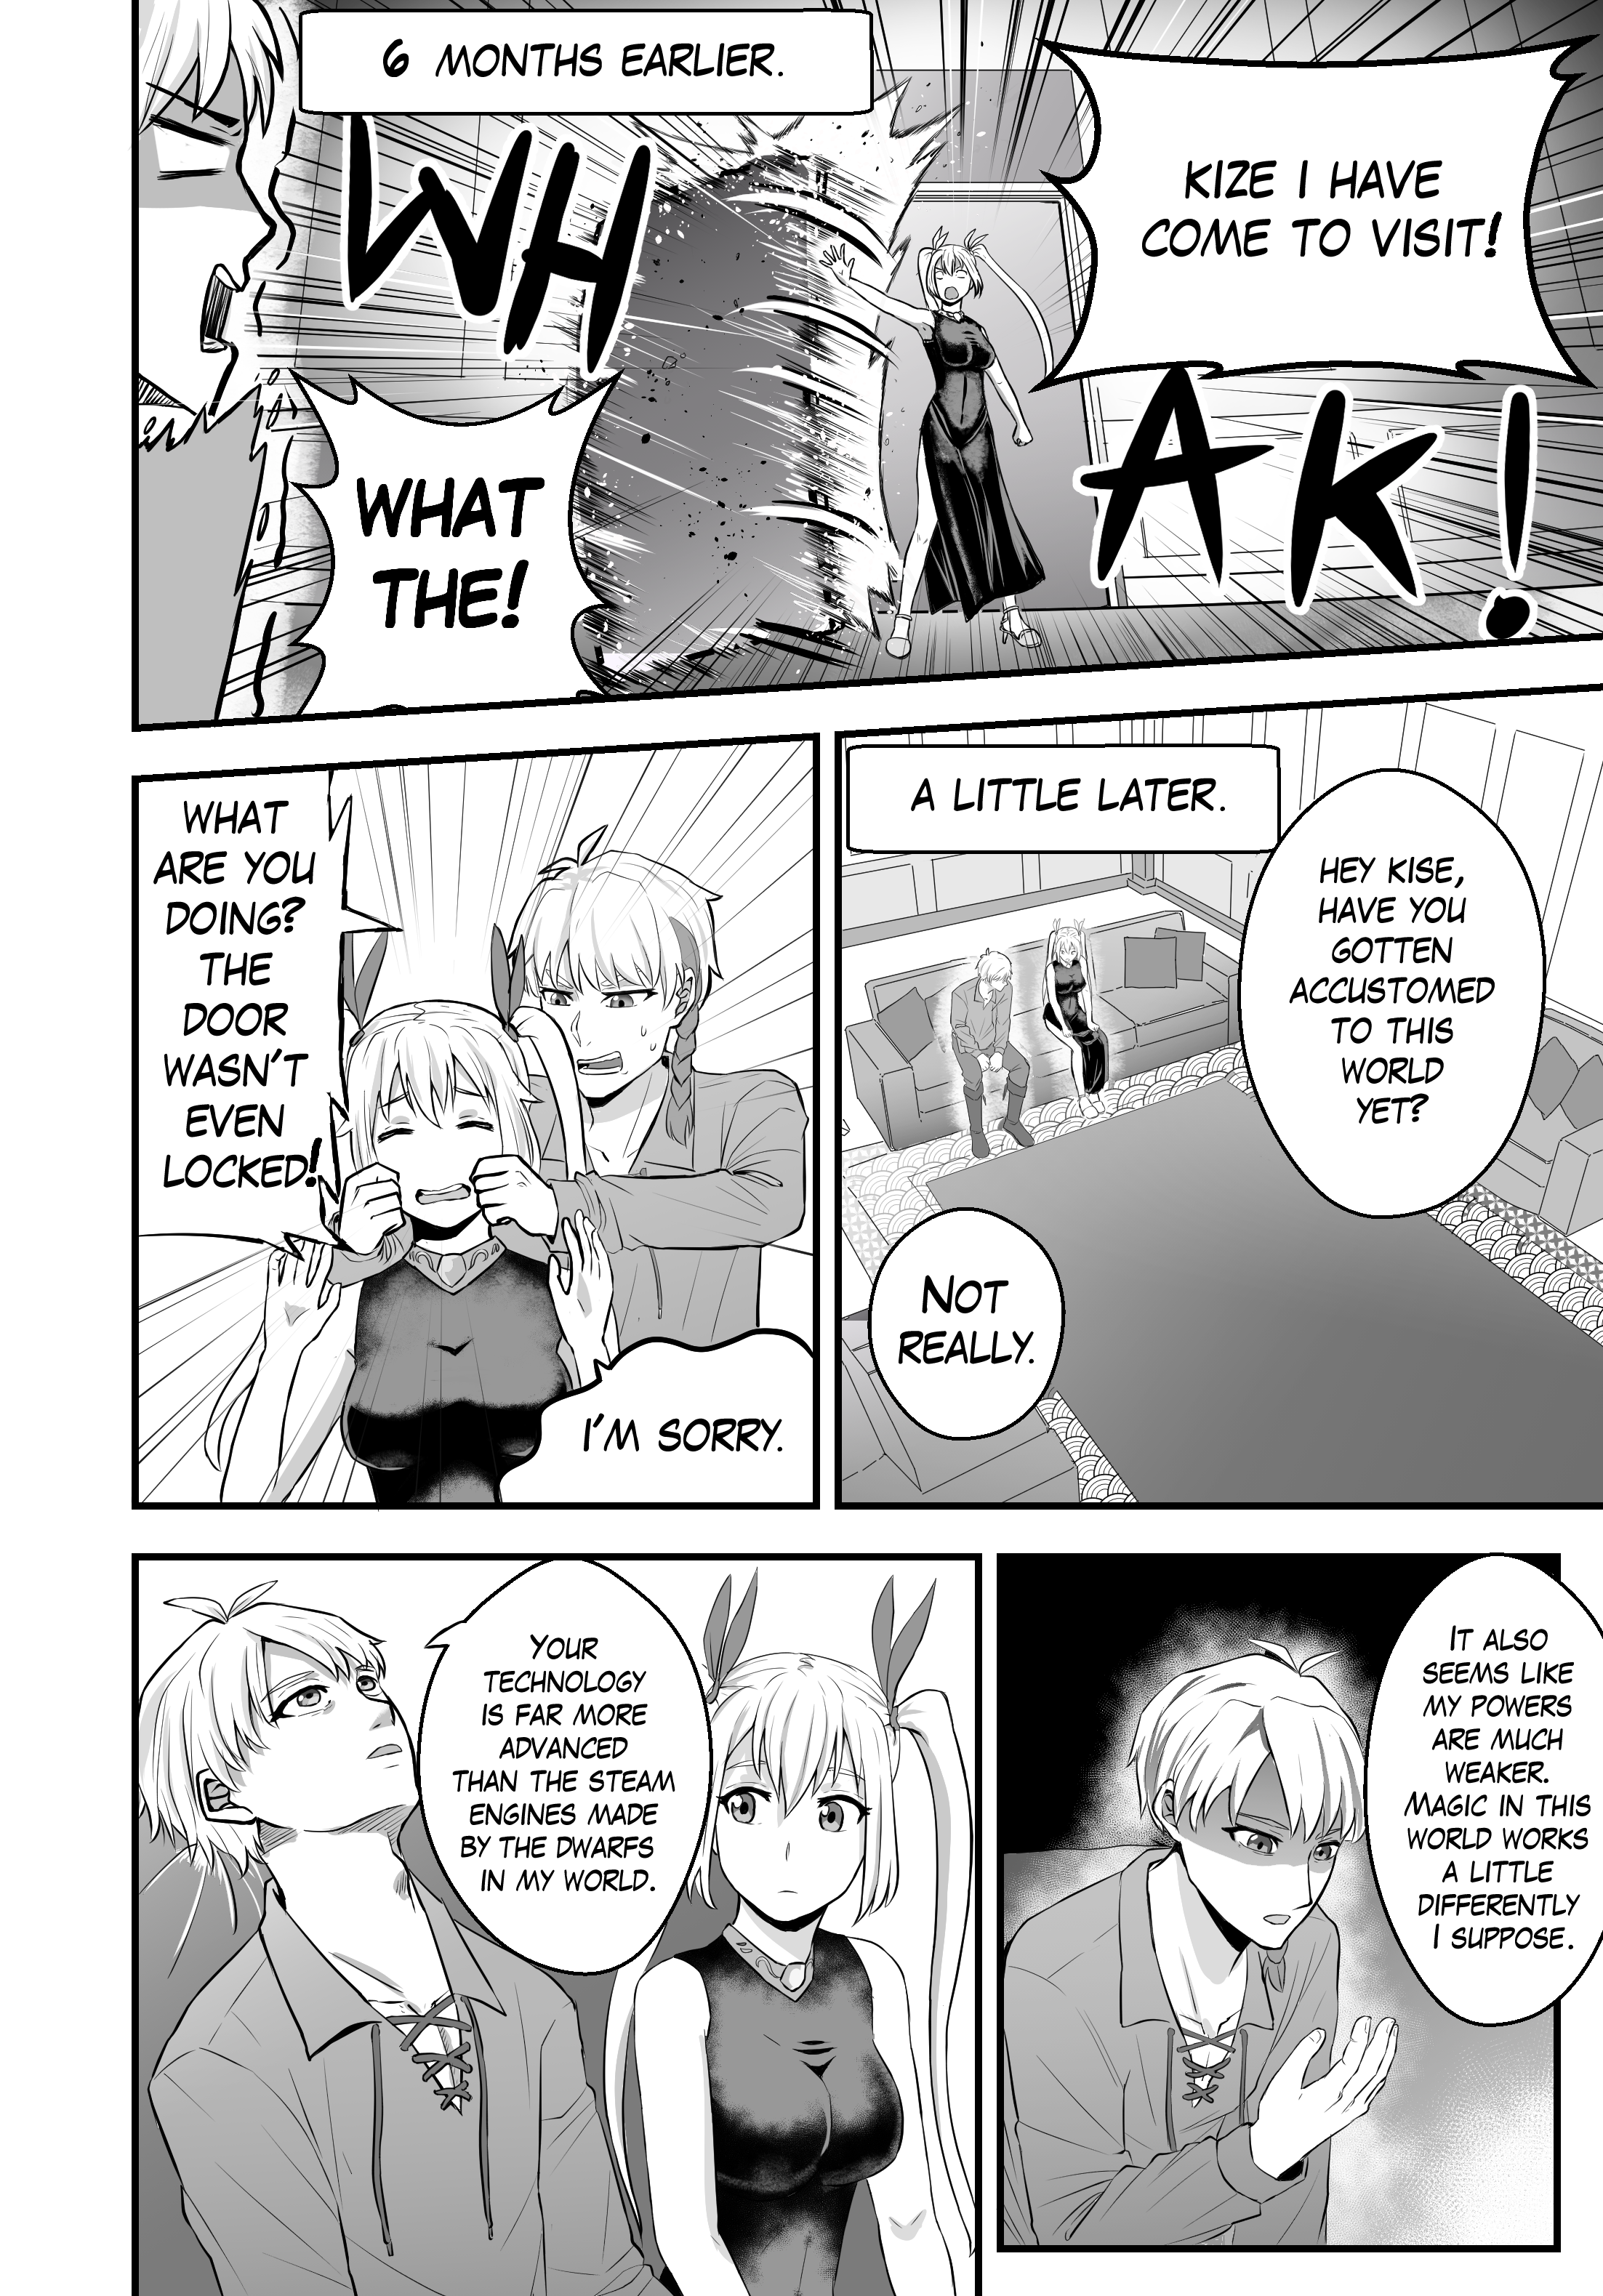 6 MONTHS EARLIER.
KIZE I HAVE
COME TO VISIT!
WHAK!
WHAT
THE!
WHAT
ARE YOU
DOING?
THE
DOOR
WASN'T
EVEN
LOCKED!
I'M SORRY.
A LITTLE LATER.
HEY KISE,
HAVE YOU
GOTTEN
ACCUSTOMED
TO THIS
WORLD
YET?
NOT
REALLY.
YOUR
TECHNOLOGY
IS FAR MORE
ADVANCED
THAN THE STEAM
ENGINES MADE
BY THE DWARFS
IN MY WORLD.
IT ALSO
SEEMS LIKE
MY POWERS
ARE MUCH
WEAKER.
MAGIC IN THIS
WORLD WORKS
A LITTLE
DIFFERENTLY
I SUPPOSE.